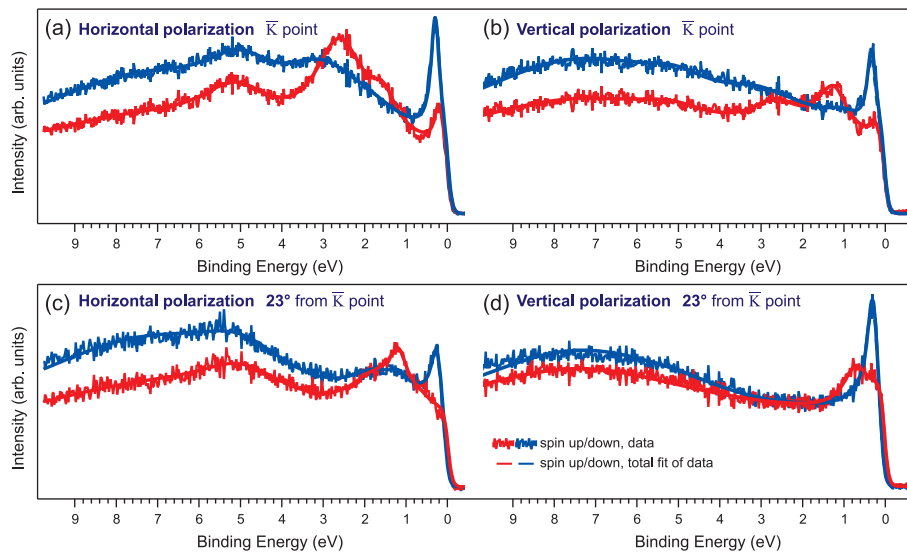 (a) Horizontal polarization K̅ point
(b) Vertical polarization K̅ point
Intensity (arb. units)
9 8 7 6 5 4 3 2 1 0
9 8 7 6 5 4 3 2 1 0
Binding Energy (eV)
Binding Energy (eV)
(c) Horizontal polarization 23° from K̅ point
(d) Vertical polarization 23° from K̅ point
Intensity (arb. units)
spin up/down, data
spin up/down, total fit of data
9 8 7 6 5 4 3 2 1 0
9 8 7 6 5 4 3 2 1 0
Binding Energy (eV)
Binding Energy (eV)